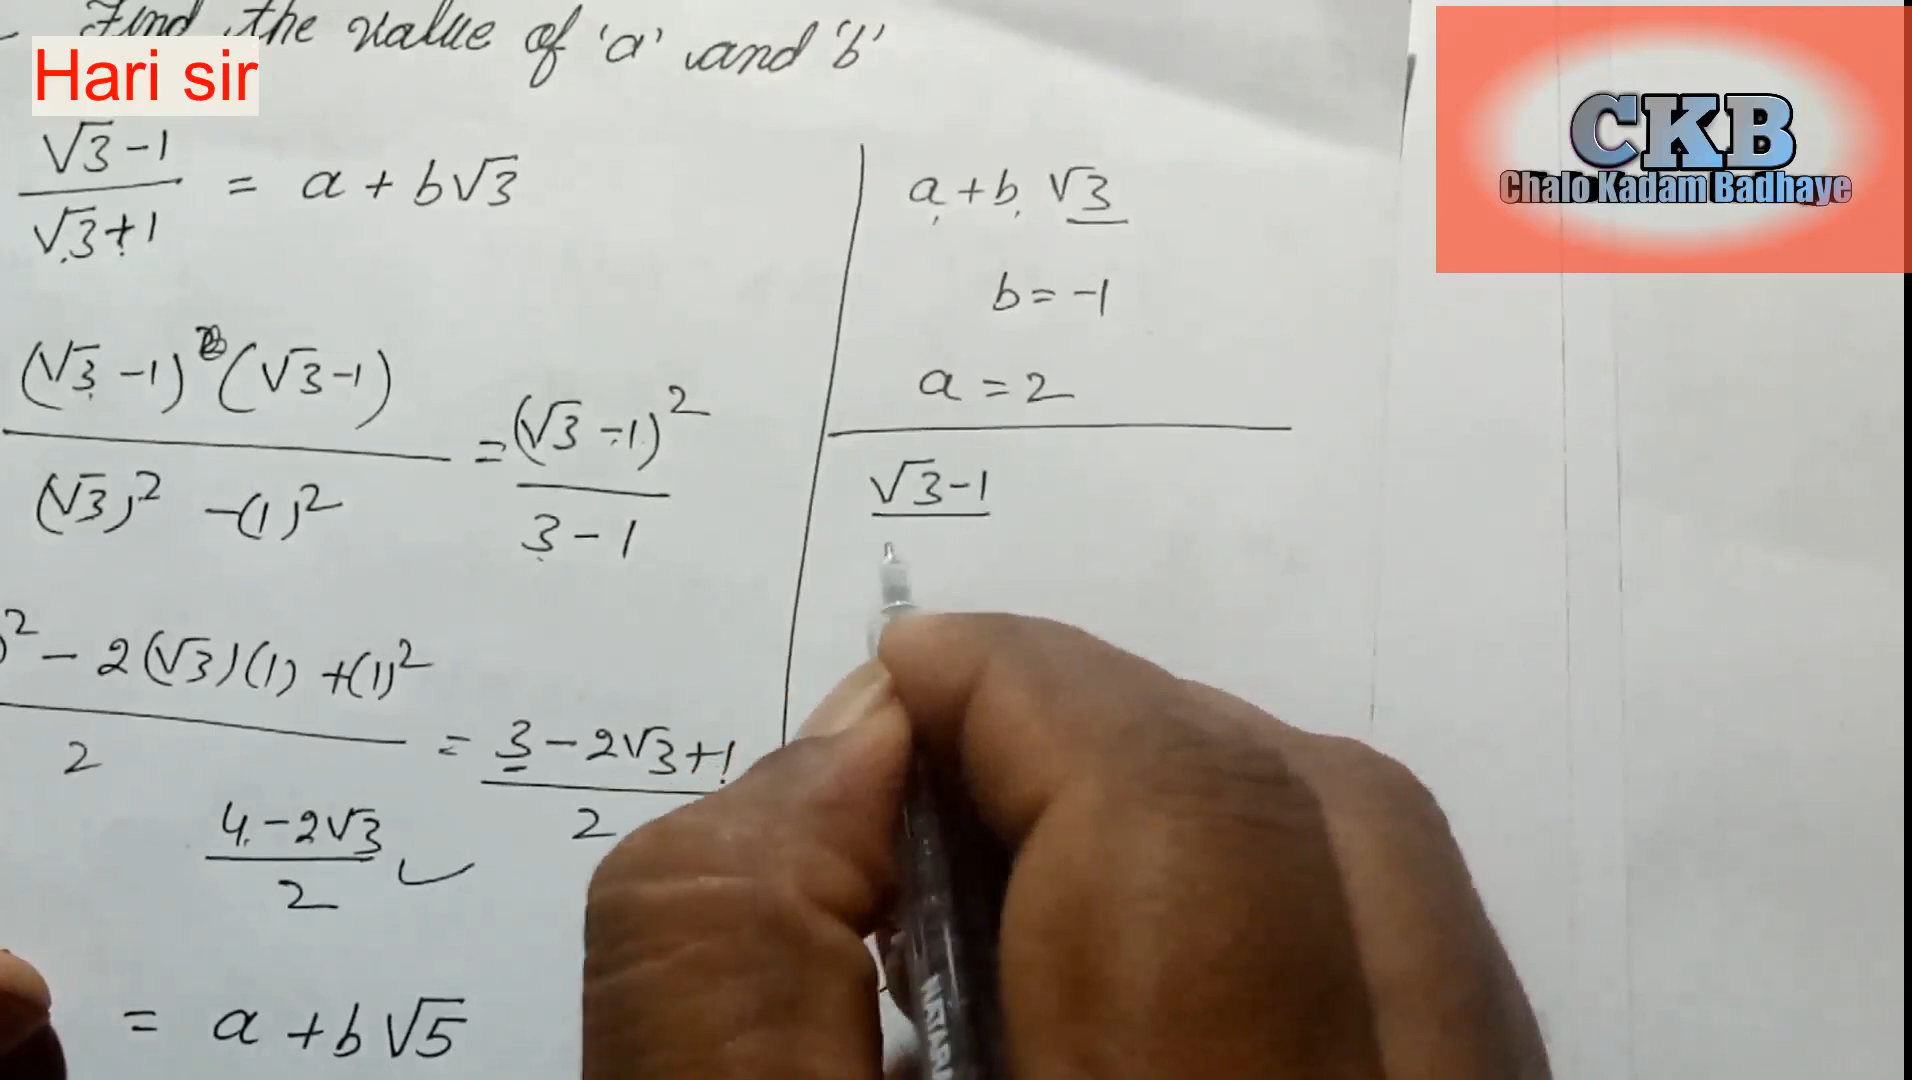 Find the value of 'a' and 'b'
Hari sir
CKB
Chalo Kadam Badhaye
√3-1
√3+1
= a + b√3
(√3-1) (√3-1)
(√3)² -(1)²
= (√3-1)²
3-1
)² - 2(√3)(1) +(1)²
2
= 3-2√3+1
2
4-2√3
2
= a+b√5
a+b √3
b=-1
a=2
√3-1